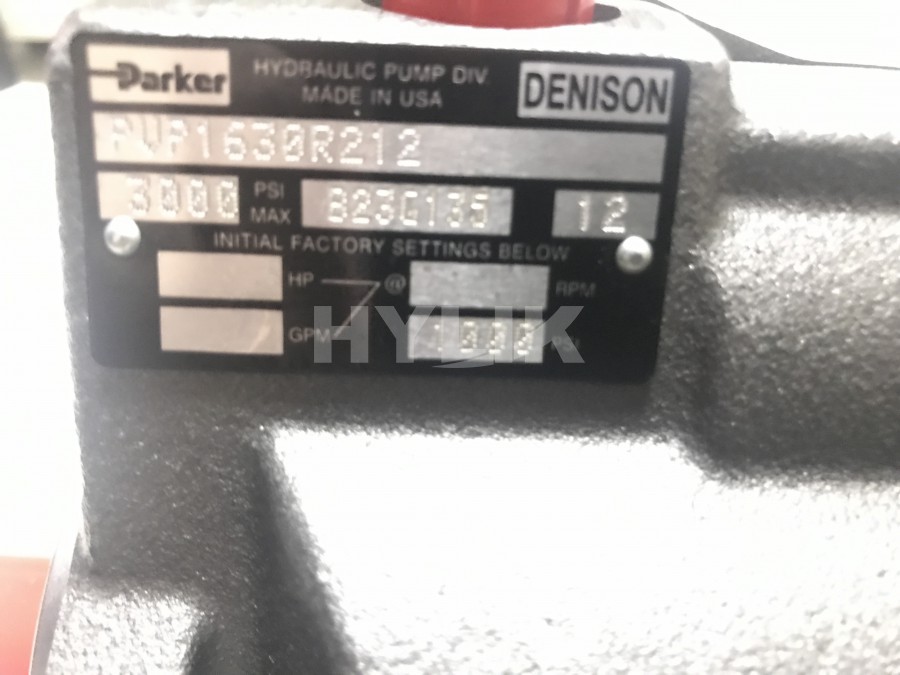 Parker
HYDRAULIC PUMP DIV.
MADE IN USA
DENISON
PVP1630R212
3000 PSI MAX B23G135 12
INITIAL FACTORY SETTINGS BELOW
HP @ RPM
GPM 1000
HYLIK